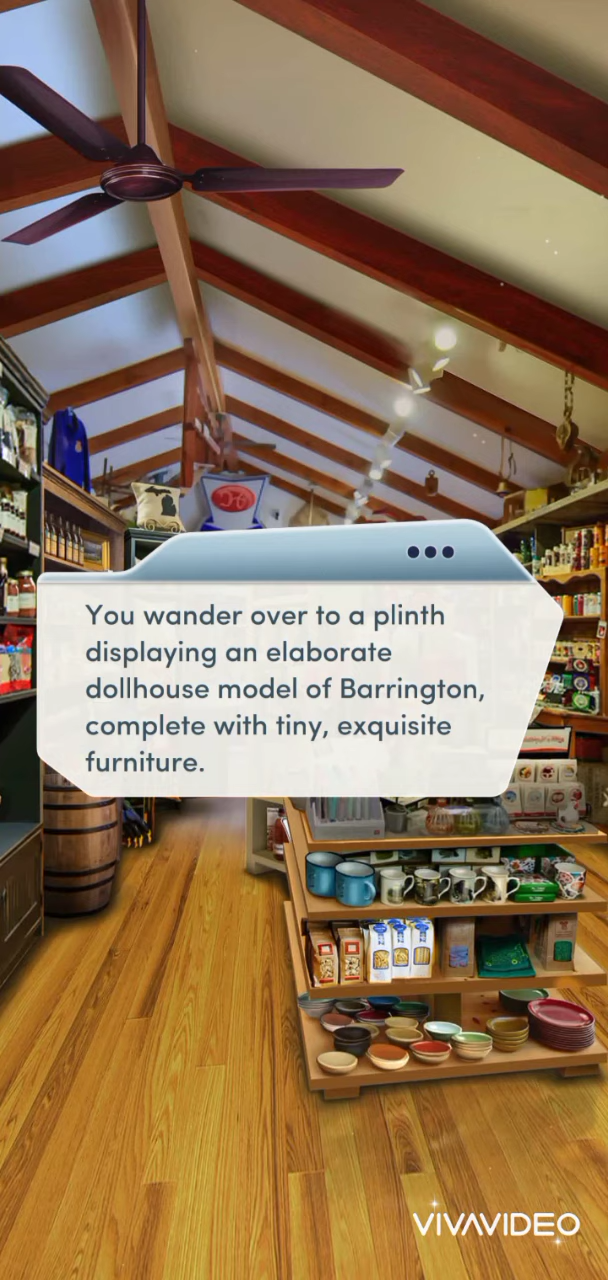 You wander over to a plinth
displaying an elaborate
dollhouse model of Barrington,
complete with tiny, exquisite
furniture.
VIVAVIDEO